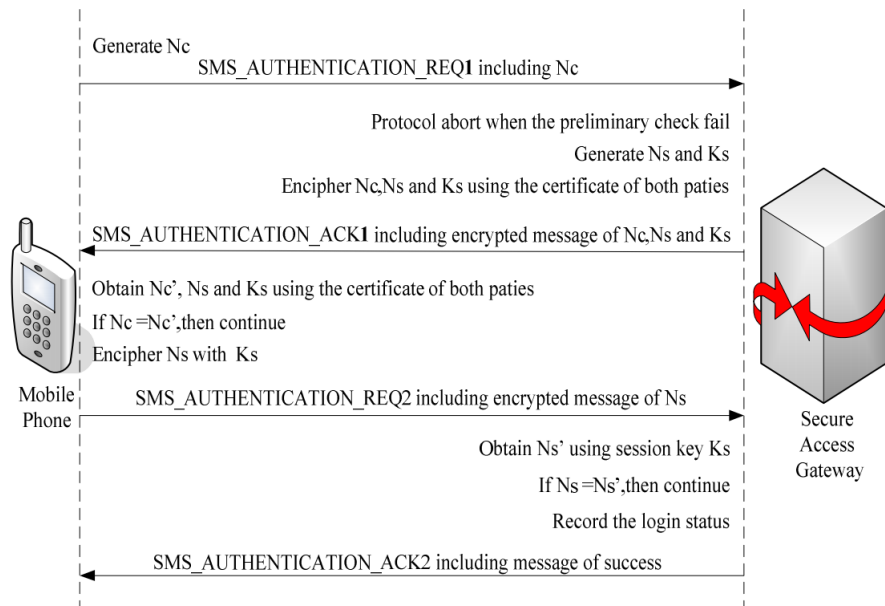 Generate Nc
SMS_AUTHENTICATION_REQ1 including Nc
Protocol abort when the preliminary check fail
Generate Ns and Ks
Encipher Nc,Ns and Ks using the certificate of both paties
SMS_AUTHENTICATION_ACK1 including encrypted message of Nc,Ns and Ks
Obtain Nc’, Ns and Ks using the certificate of both paties
If Nc =Nc’,then continue
Encipher Ns with Ks
Mobile
Phone
SMS_AUTHENTICATION_REQ2 including encrypted message of Ns
Secure
Access
Gateway
Obtain Ns’ using session key Ks
If Ns =Ns’,then continue
Record the login status
SMS_AUTHENTICATION_ACK2 including message of success